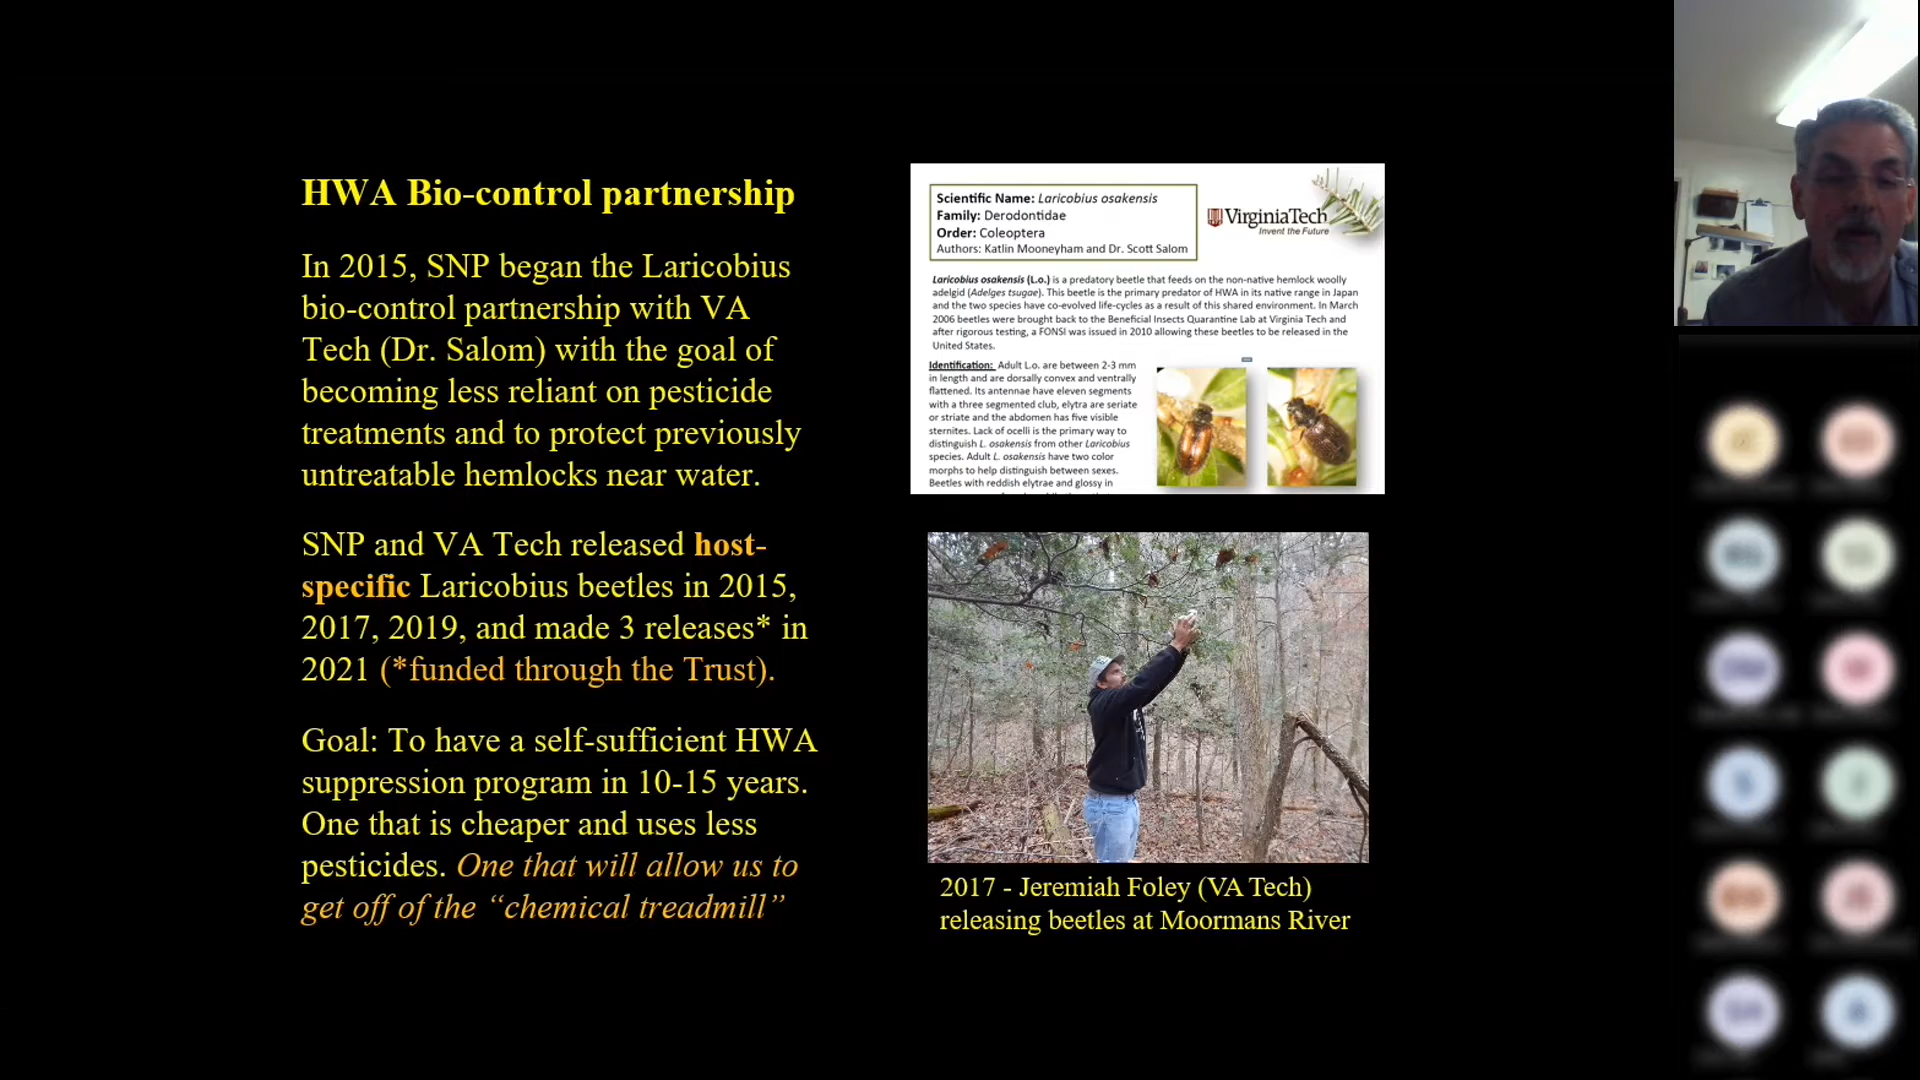 HWA Bio-control partnership
In 2015, SNP began the Laricobius
bio-control partnership with VA
Tech (Dr. Salom) with the goal of
becoming less reliant on pesticide
treatments and to protect previously
untreatable hemlocks near water.
SNP and VA Tech released host-
specific Laricobius beetles in 2015,
2017, 2019, and made 3 releases* in
2021 (*funded through the Trust).
Goal: To have a self-sufficient HWA
suppression program in 10-15 years.
One that is cheaper and uses less
pesticides. One that will allow us to
get off of the “chemical treadmill”
Scientific Name: Laricobius osakensis
Family: Derodontidae
Order: Coleoptera
Authors: Katlin Mooneyham and Dr. Scott Salom
VirginiaTech
Invent the Future
Laricobius osakensis (L.o.) is a predatory beetle that feeds on the non-native hemlock woolly
adelgid (Adelges tsugae). This beetle is the primary predator of HWA in its native range in Japan
and the two species have co-evolved life-cycles as a result of this shared environment. In March
2006 beetles were brought back to the Beneficial Insects Quarantine Lab at Virginia Tech and
after rigorous testing, a FONSI was issued in 2010 allowing these beetles to be released in the
United States.
Identification: Adult L.o. are between 2-3 mm
in length and are dorsally convex and ventrally
flattened. Its antennae have eleven segments
with a three segmented club, elytra are seriate
or striate and the abdomen has five visible
sternites. Lack of ocelli is the primary way to
distinguish L. osakensis from other Laricobius
species. Adult L. osakensis have two color
morphs to help distinguish between sexes.
Beetles with reddish elytrae and glossy in
2017 - Jeremiah Foley (VA Tech)
releasing beetles at Moormans River